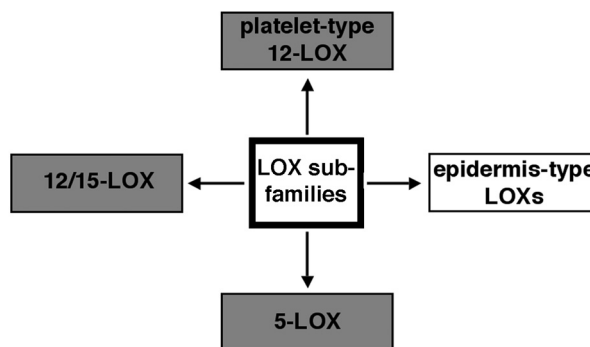 platelet-type
12-LOX
12/15-LOX
LOX sub-
families
epidermis-type
LOXs
5-LOX